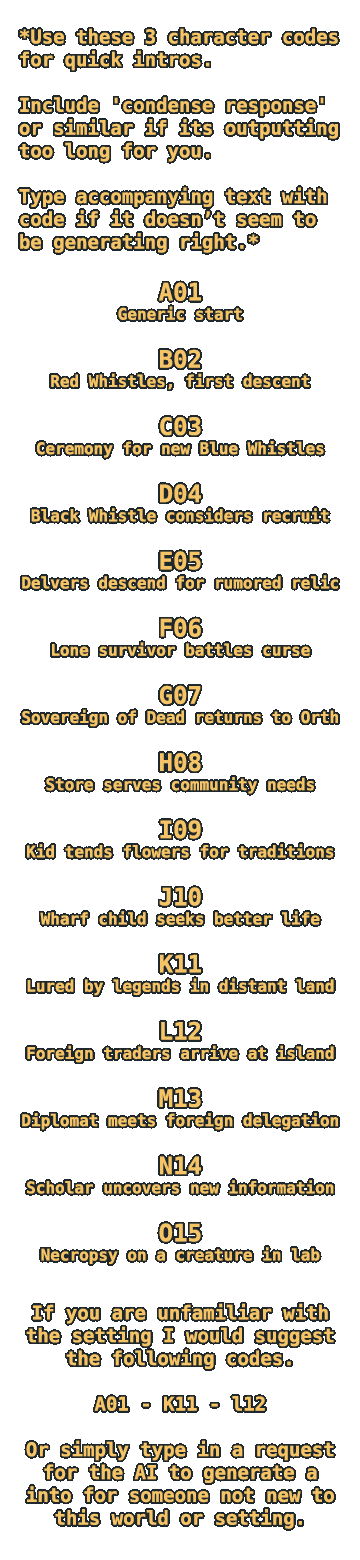 *Use these 3 character codes
for quick intros.
Include 'condense response'
or similar if its outputting
too long for you.
Type accompanying text with
code if it doesn't seem to
be generating right.*
A01
Generic start
B02
Red Whistles, first descent
C03
Ceremony for new Blue Whistles
D04
Black Whistle considers recruit
E05
Delvers descend for rumored relic
F06
Lone survivor battles curse
G07
Sovereign of Dead returns to Orth
H08
Store serves community needs
I09
Kid tends flowers for traditions
J10
Wharf child seeks better life
K11
Lured by legends in distant land
L12
Foreign traders arrive at island
M13
Diplomat meets foreign delegation
N14
Scholar uncovers new information
O15
Necropsy on a creature in lab
If you are unfamiliar with
the setting I would suggest
the following codes.
A01 - K11 - l12
Or simply type in a request
for the AI to generate a
into for someone not new to
this world or setting.